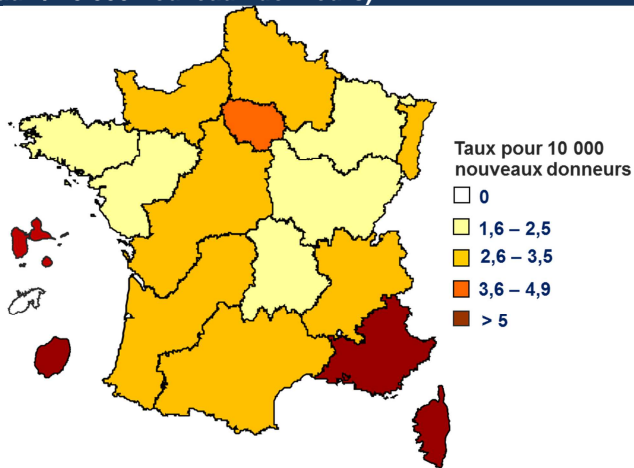 Taux pour 10 000
nouveaux donneurs
0
1,6 – 2,5
2,6 – 3,5
3,6 – 4,9
> 5